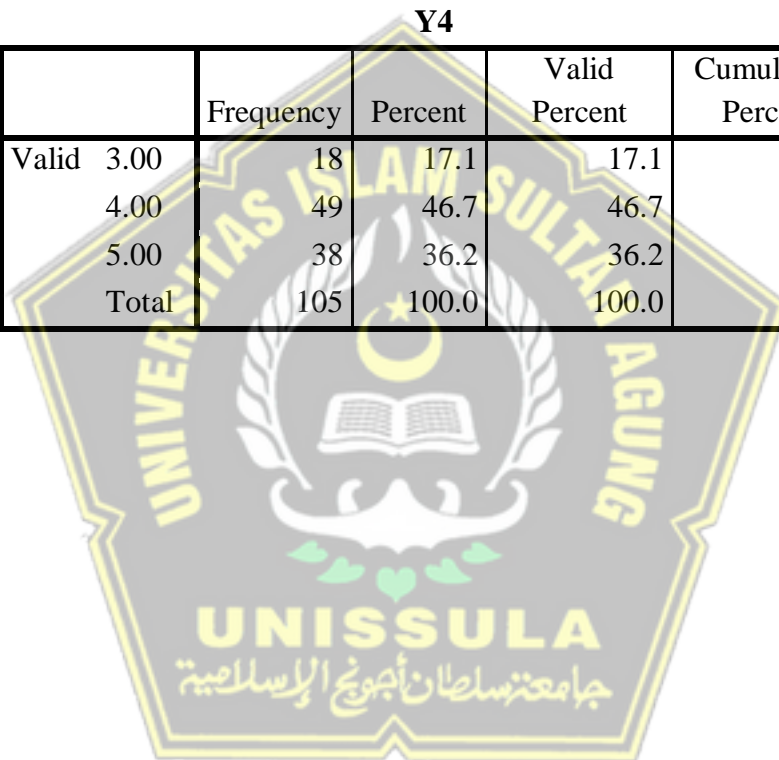 Y4
Valid Cumul
Frequency Percent Percent Perc
Valid 3.00 18 17.1 17.1
4.00 49 46.7 46.7
5.00 38 36.2 36.2
Total 105 100.0 100.0
UNIVERSITAS ISLAM SULTAN AGUNG
UNISSULA
جامعة سلطان أجونج الإسلامية